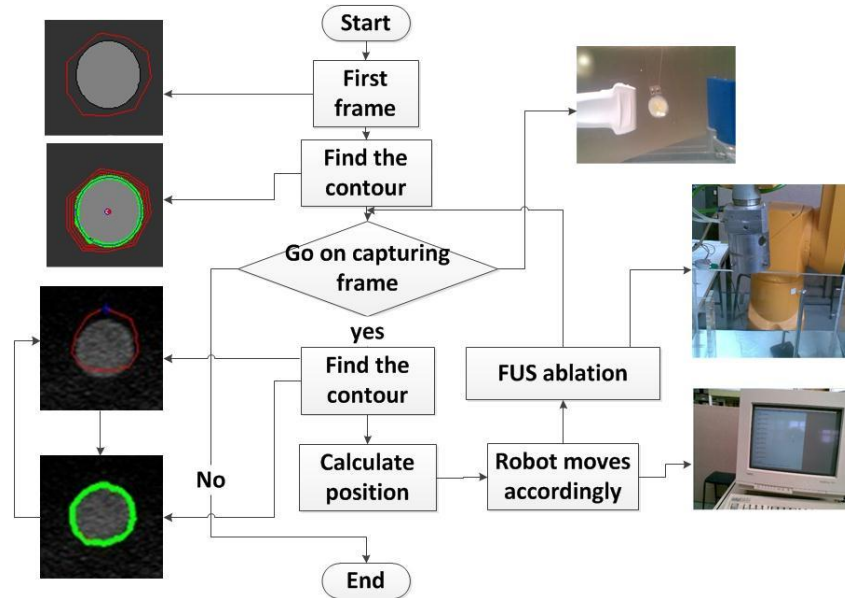 Start
First
frame
Find the
contour
Go on capturing
frame
yes
Find the
contour
FUS ablation
Calculate
position
Robot moves
accordingly
No
End